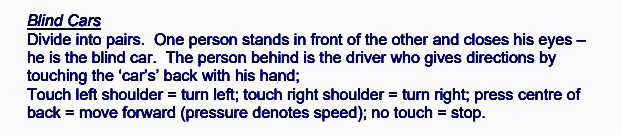 Blind Cars
Divide into pairs.  One person stands in front of the other and closes his eyes –
he is the blind car.  The person behind is the driver who gives directions by
touching the ‘car’s’ back with his hand;
Touch left shoulder = turn left; touch right shoulder = turn right; press centre of
back = move forward (pressure denotes speed); no touch = stop.